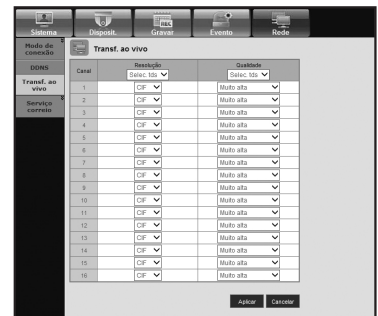 Sistema Disposit. Gravar Evento Rede
REC
Modo de conexão
DDNS
Transf. ao vivo
Serviço correio
Transf. ao vivo
Canal Resolução Qualidade
Selec. tds Selec. tds
1 CIF Muito alta
2 CIF Muito alta
3 CIF Muito alta
4 CIF Muito alta
5 CIF Muito alta
6 CIF Muito alta
7 CIF Muito alta
8 CIF Muito alta
9 CIF Muito alta
10 CIF Muito alta
11 CIF Muito alta
12 CIF Muito alta
13 CIF Muito alta
14 CIF Muito alta
15 CIF Muito alta
16 CIF Muito alta
Aplicar Cancelar